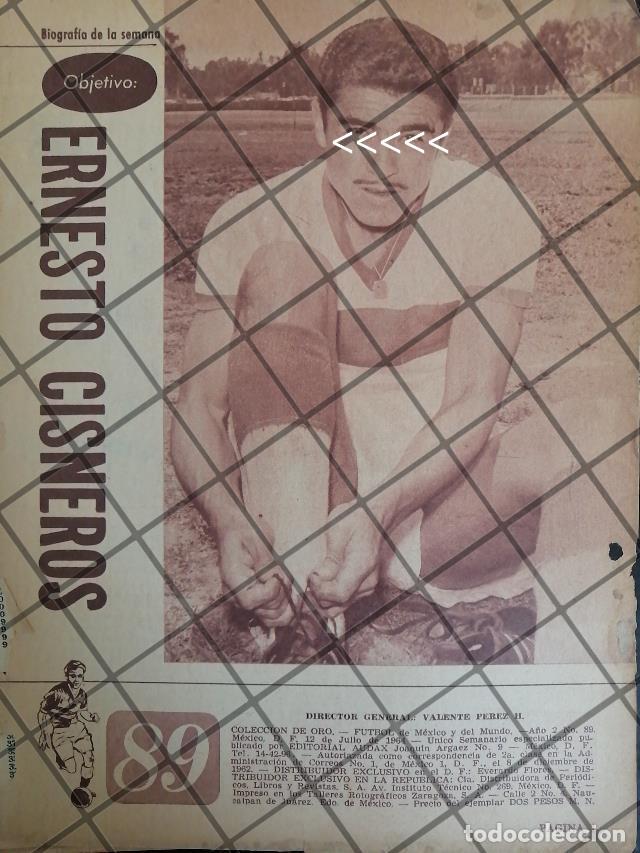 Biografía de la semana
Objetivo:
ERNESTO CISNEROS
<<<<<
89
DIRECTOR GENERAL: VALENTE PEREZ H.
COLECCION DE ORO. — FUTBOL de México y del Mundo. —Año 2 No. 89.
México, D. F., 12 de Julio de 1964. — Unico Semanario especializado pu-
blicado por EDITORIAL AUDAX Joaquín Argaez No. 9 — México, D. F.
Tel. 14-42-96. — Autorizada como correspondencia de 2a. clase en la Ad-
ministración de Correos No. 1, de México 1, D. F., el 8 de Noviembre de
1962. — DISTRIBUIDOR EXCLUSIVO en el D. F.: Everardo Flores. — DIS-
TRIBUIDOR EXCLUSIVO EN LA REPUBLICA: Cía. Distribuidora de Periódi-
cos, Libros y Revistas, S. A. Av. Instituto Técnico No. 269, México, D. F. —
Impreso en los Talleres Rotográficos Zaragoza, S. A. — Calle 2 No. 4, Nau-
calpan de Juárez, Edo. de México. — Precio del ejemplar DOS PESOS M. N.
PAGINA
todocoleccion